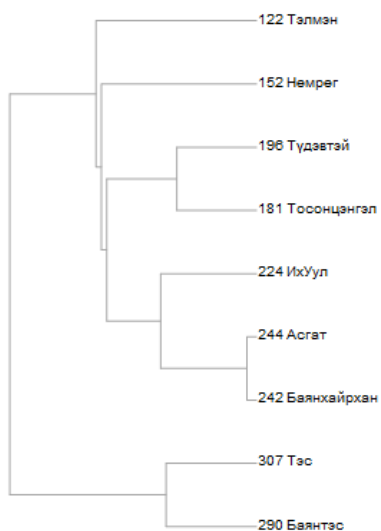 122 Тэлмэн
152 Нөмрөг
196 Түдэвтэй
181 Тосонцэнгэл
224 ИхУул
244 Асгат
242 Баянхайрхан
307 Тэс
290 Баянтэс